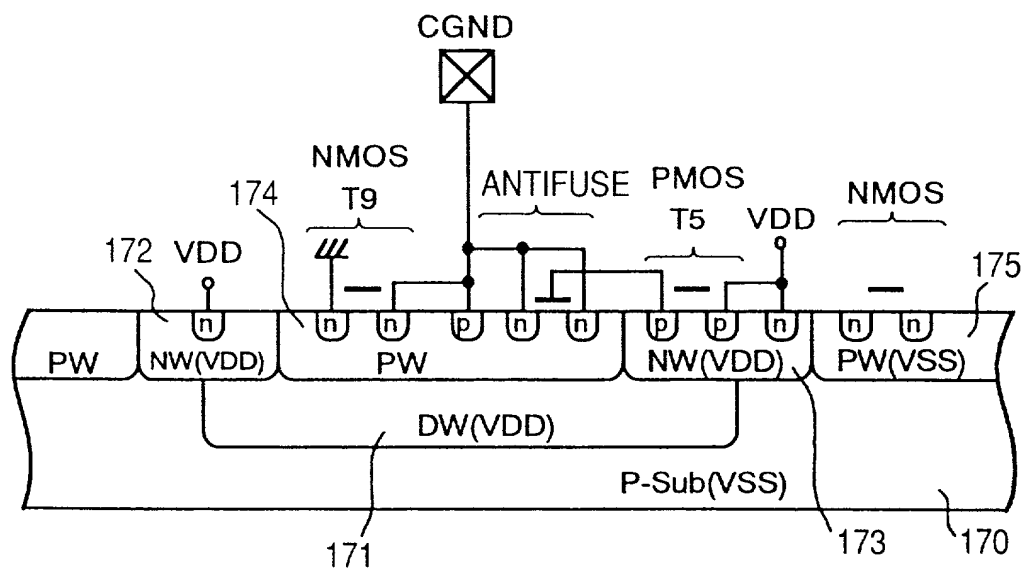 CGND
NMOS
T9
ANTIFUSE
PMOS
T5
VDD
NMOS
174
172
VDD
175
n
n
n
p
n
n
p
p
n
n
n
PW
NW(VDD)
PW
NW(VDD)
PW(VSS)
DW(VDD)
P-Sub(VSS)
171
173
170